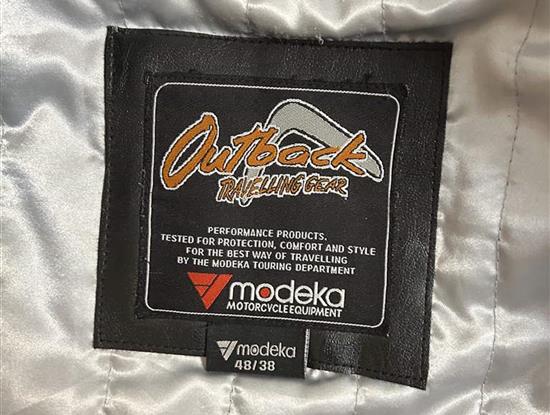 Outback
TRAVELLING GEAR
PERFORMANCE PRODUCTS.
TESTED FOR PROTECTION, COMFORT AND STYLE
FOR THE BEST WAY OF TRAVELLING
BY THE MODEKA TOURING DEPARTMENT
modeka
MOTORCYCLE EQUIPMENT
modeka
48/38